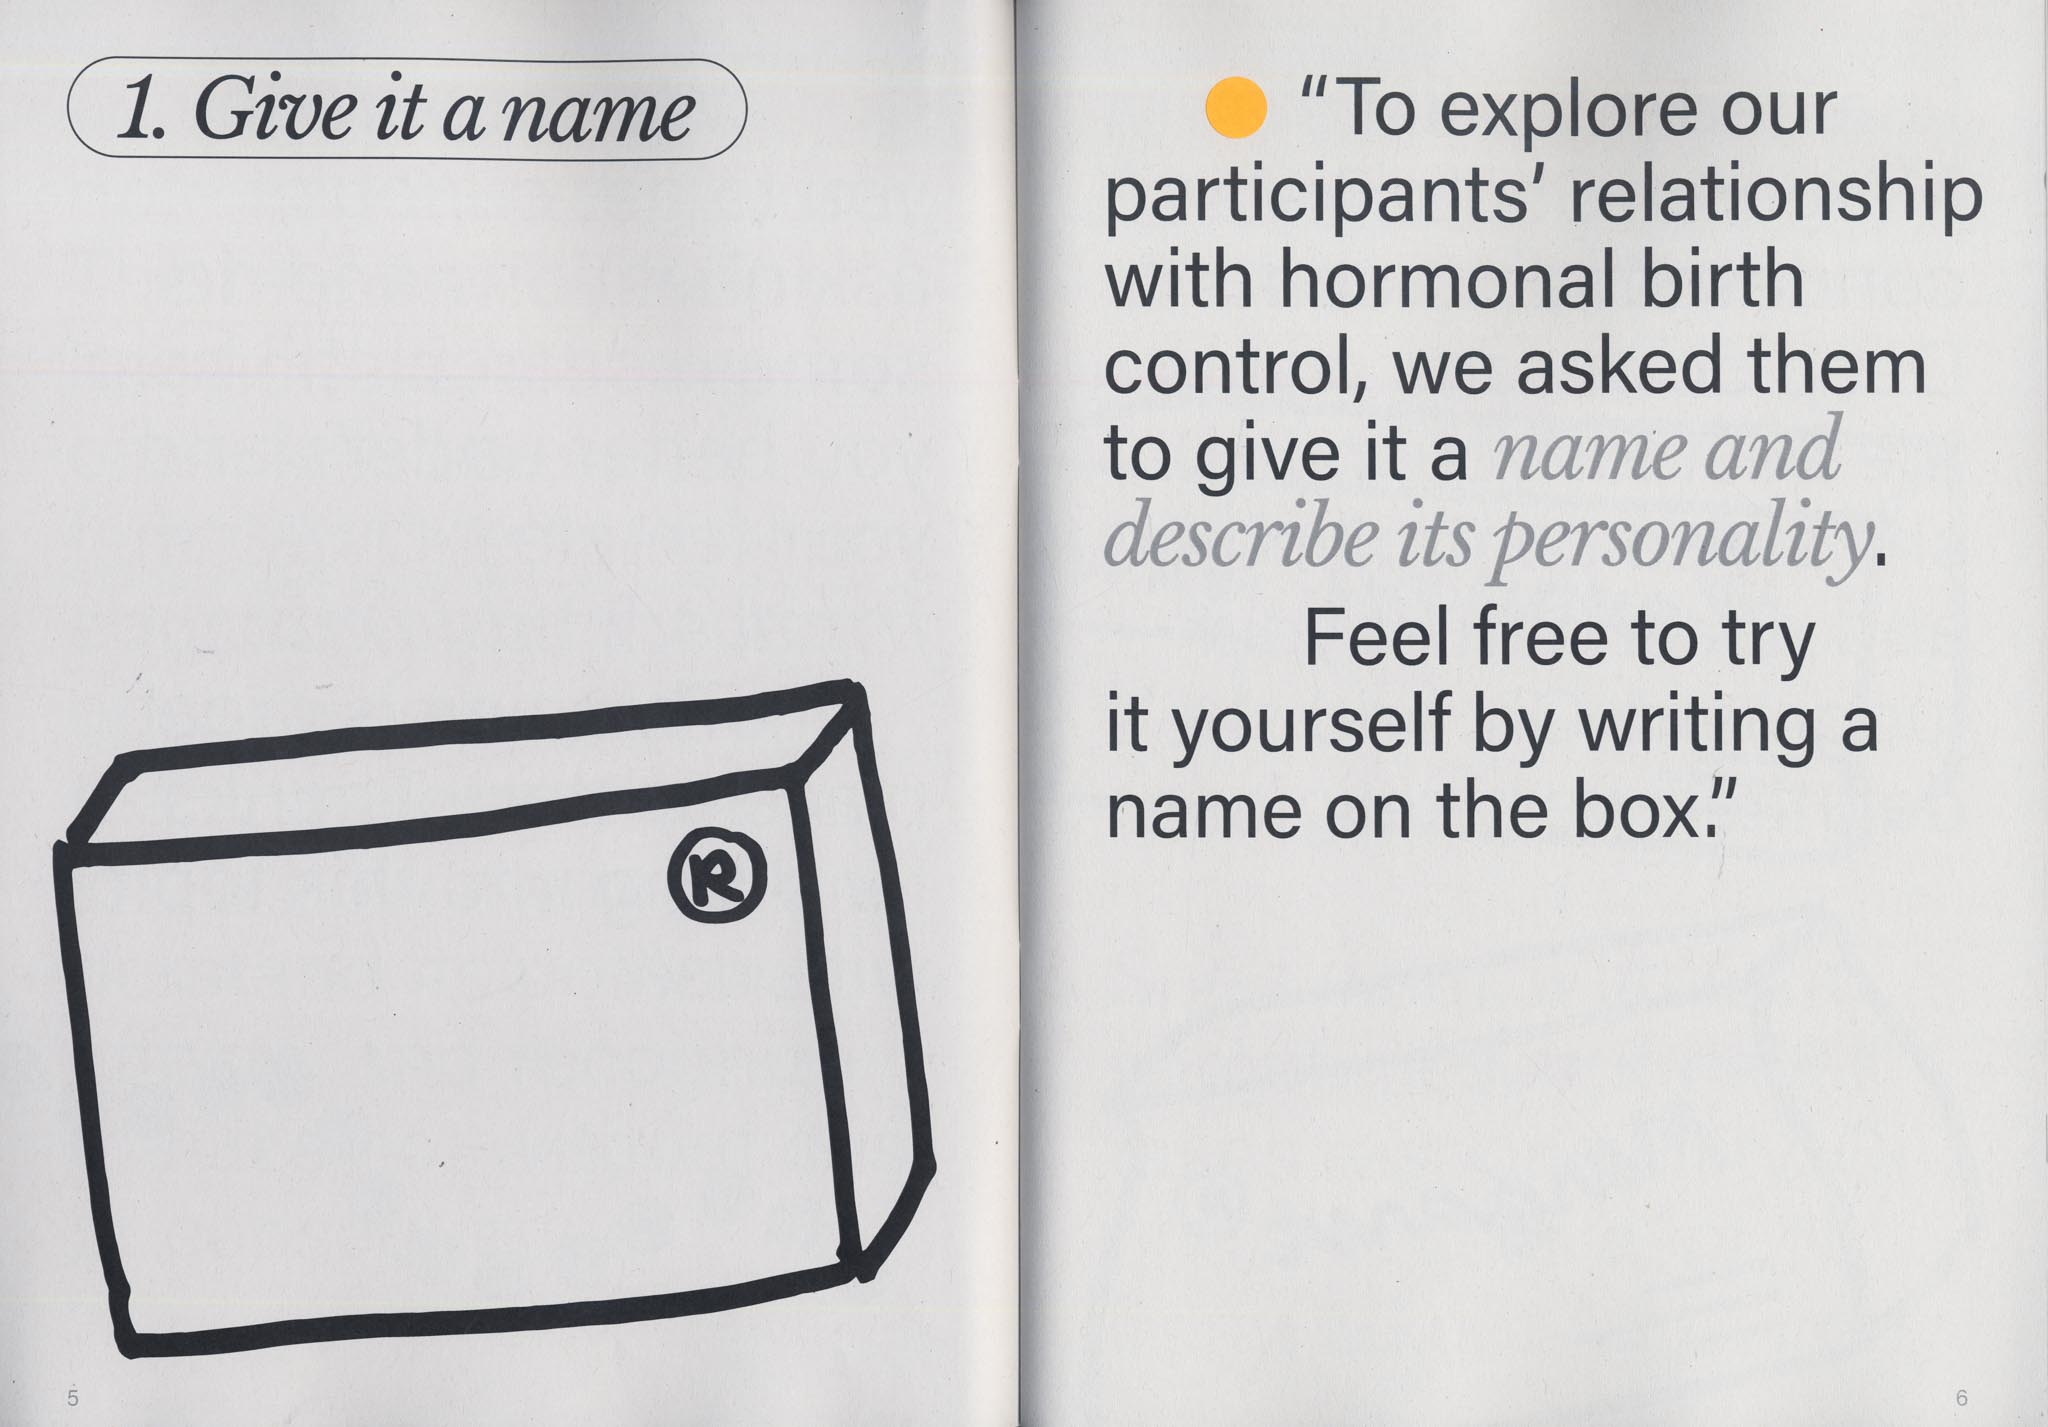 1. Give it a name
®
5
“To explore our
participants’ relationship
with hormonal birth
control, we asked them
to give it a name and
describe its personality.
Feel free to try
it yourself by writing a
name on the box.”
6